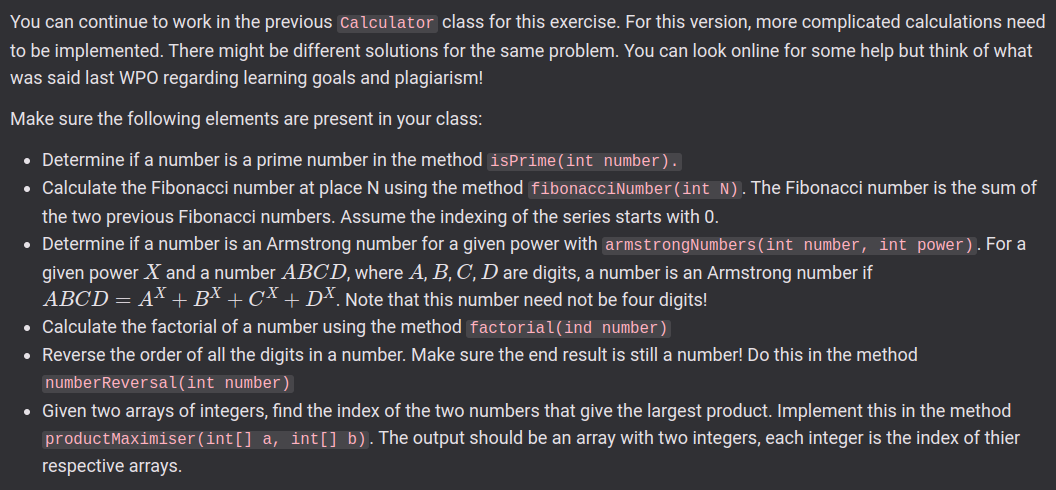 You can continue to work in the previous Calculator class for this exercise. For this version, more complicated calculations need
to be implemented. There might be different solutions for the same problem. You can look online for some help but think of what
was said last WPO regarding learning goals and plagiarism!
Make sure the following elements are present in your class:
• Determine if a number is a prime number in the method isPrime(int number).
• Calculate the Fibonacci number at place N using the method fibonacciNumber(int N). The Fibonacci number is the sum of
the two previous Fibonacci numbers. Assume the indexing of the series starts with 0.
• Determine if a number is an Armstrong number for a given power with armstrongNumbers(int number, int power). For a
given power X and a number ABCD, where A, B, C, D are digits, a number is an Armstrong number if
ABCD = A^X + B^X + C^X + D^X. Note that this number need not be four digits!
• Calculate the factorial of a number using the method factorial(ind number)
• Reverse the order of all the digits in a number. Make sure the end result is still a number! Do this in the method
numberReversal(int number)
• Given two arrays of integers, find the index of the two numbers that give the largest product. Implement this in the method
productMaximiser(int[] a, int[] b). The output should be an array with two integers, each integer is the index of thier
respective arrays.